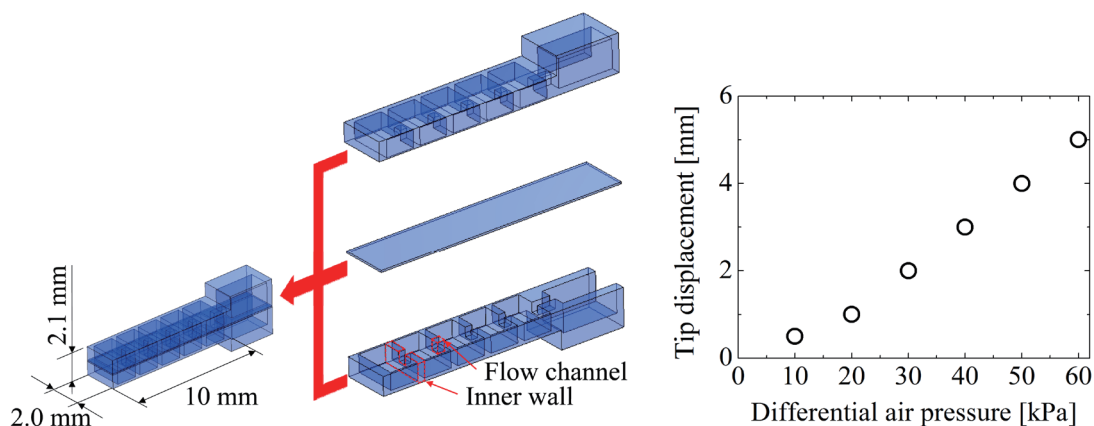 2.1 mm
2.0 mm
10 mm
Flow channel
Inner wall
Tip displacement [mm]
6
4
2
0
0 10 20 30 40 50 60
Differential air pressure [kPa]